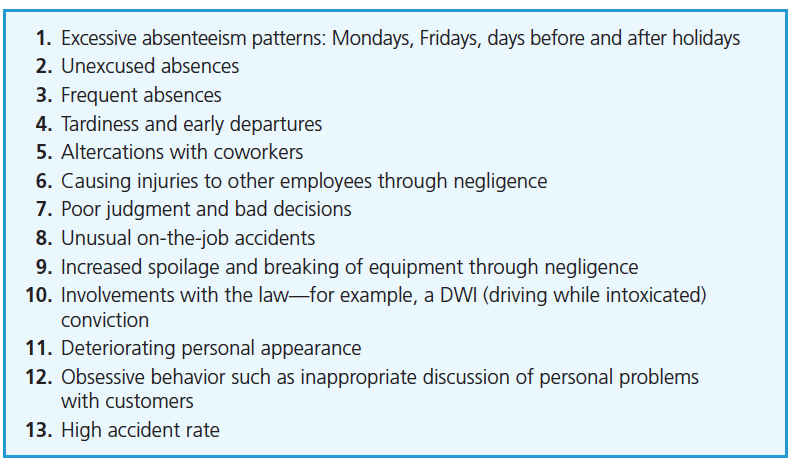 1. Excessive absenteeism patterns: Mondays, Fridays, days before and after holidays
2. Unexcused absences
3. Frequent absences
4. Tardiness and early departures
5. Altercations with coworkers
6. Causing injuries to other employees through negligence
7. Poor judgment and bad decisions
8. Unusual on-the-job accidents
9. Increased spoilage and breaking of equipment through negligence
10. Involvements with the law—for example, a DWI (driving while intoxicated)
conviction
11. Deteriorating personal appearance
12. Obsessive behavior such as inappropriate discussion of personal problems
with customers
13. High accident rate